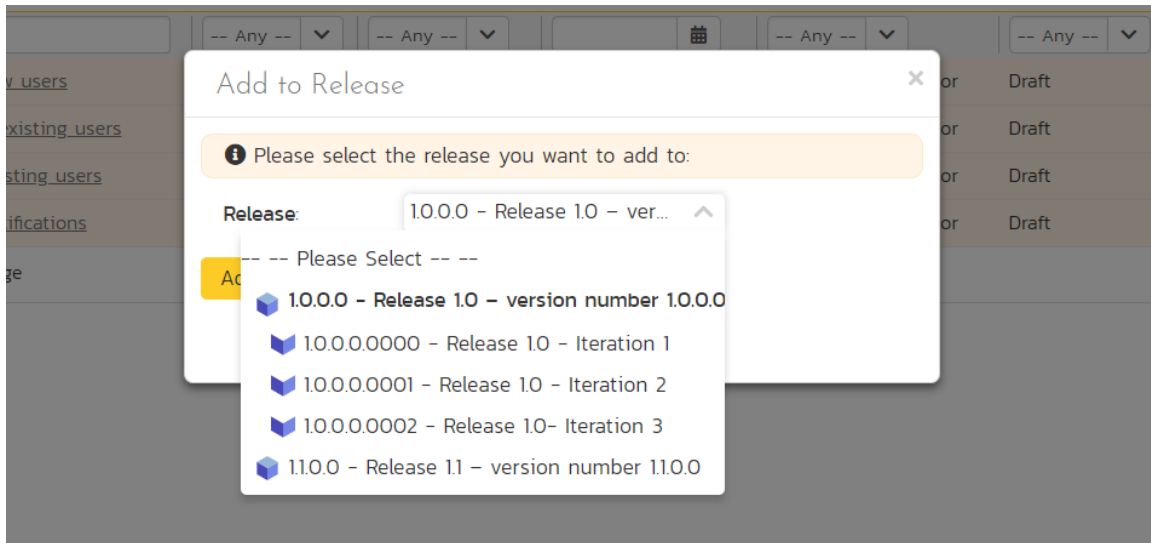 -- Any -- -- Any -- -- Any -- -- Any --
users
Add to Release
×
or
Draft
existing users
or
Draft
Please select the release you want to add to:
sting users
or
Draft
ifications
Release:
1.0.0.0 - Release 1.0 – ver...
or
Draft
-- -- Please Select -- --
ge
1.0.0.0 - Release 1.0 – version number 1.0.0.0
1.0.0.0.0000 - Release 1.0 - Iteration 1
1.0.0.0.0001 - Release 1.0 - Iteration 2
1.0.0.0.0002 - Release 1.0- Iteration 3
1.1.0.0 - Release 1.1 – version number 1.1.0.0